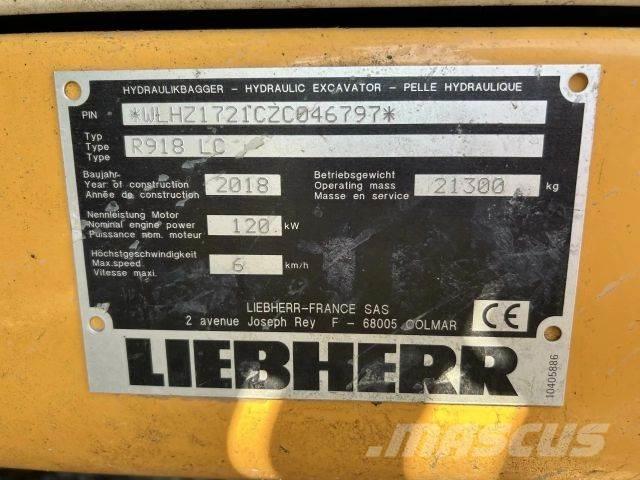 HYDRAULIKBAGGER – HYDRAULIC EXCAVATOR – PELLE HYDRAULIQUE
PIN *WLHZ1721CZC046797*
Typ
Type R918 LC
Type
Baujahr
Year of construction 2018
Année de construction
Betriebsgewicht
Operating mass 21300 kg
Masse en service
Nennleistung Motor
Nominal engine power 120 kW
Puissance nom. moteur
Höchstgeschwindigkeit
Max.speed 6 km/h
Vitesse maxi.
LIEBHERR-FRANCE SAS
2 avenue Joseph Rey F – 68005 COLMAR
CE
LIEBHERR
10405886
MASCUS